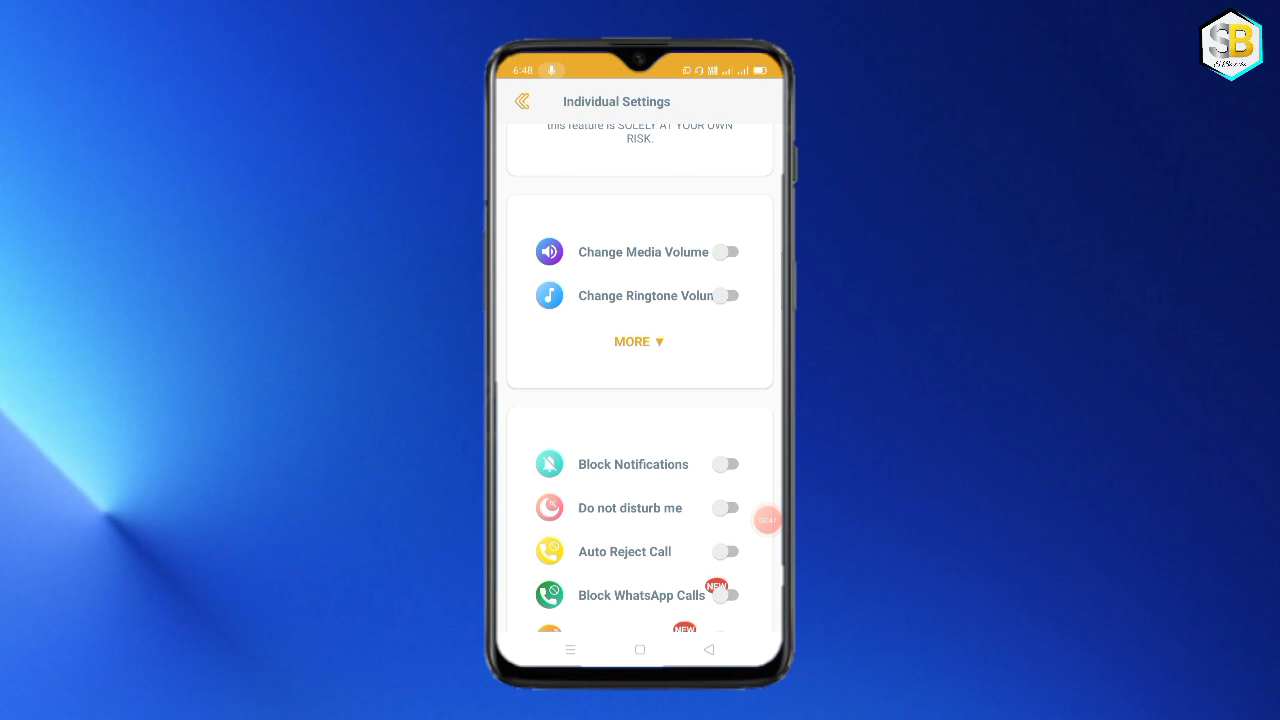 SB
6:48
Individual Settings
this feature is SOLELY AT YOUR OWN
RISK.
Change Media Volume
Change Ringtone Volun
MORE ▼
Block Notifications
Do not disturb me
Auto Reject Call
NEW
Block WhatsApp Calls
NEW